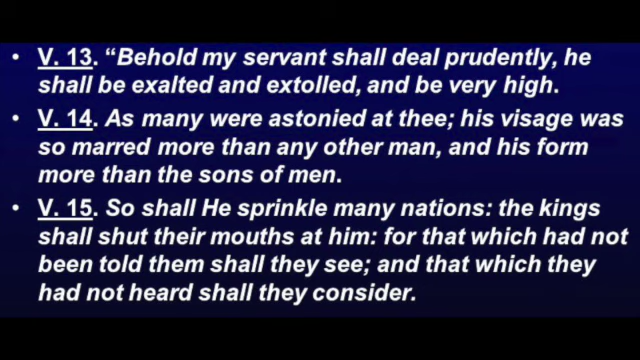 • V. 13. “Behold my servant shall deal prudently, he
shall be exalted and extolled, and be very high.
• V. 14. As many were astonied at thee; his visage was
so marred more than any other man, and his form
more than the sons of men.
• V. 15. So shall He sprinkle many nations: the kings
shall shut their mouths at him: for that which had not
been told them shall they see; and that which they
had not heard shall they consider.